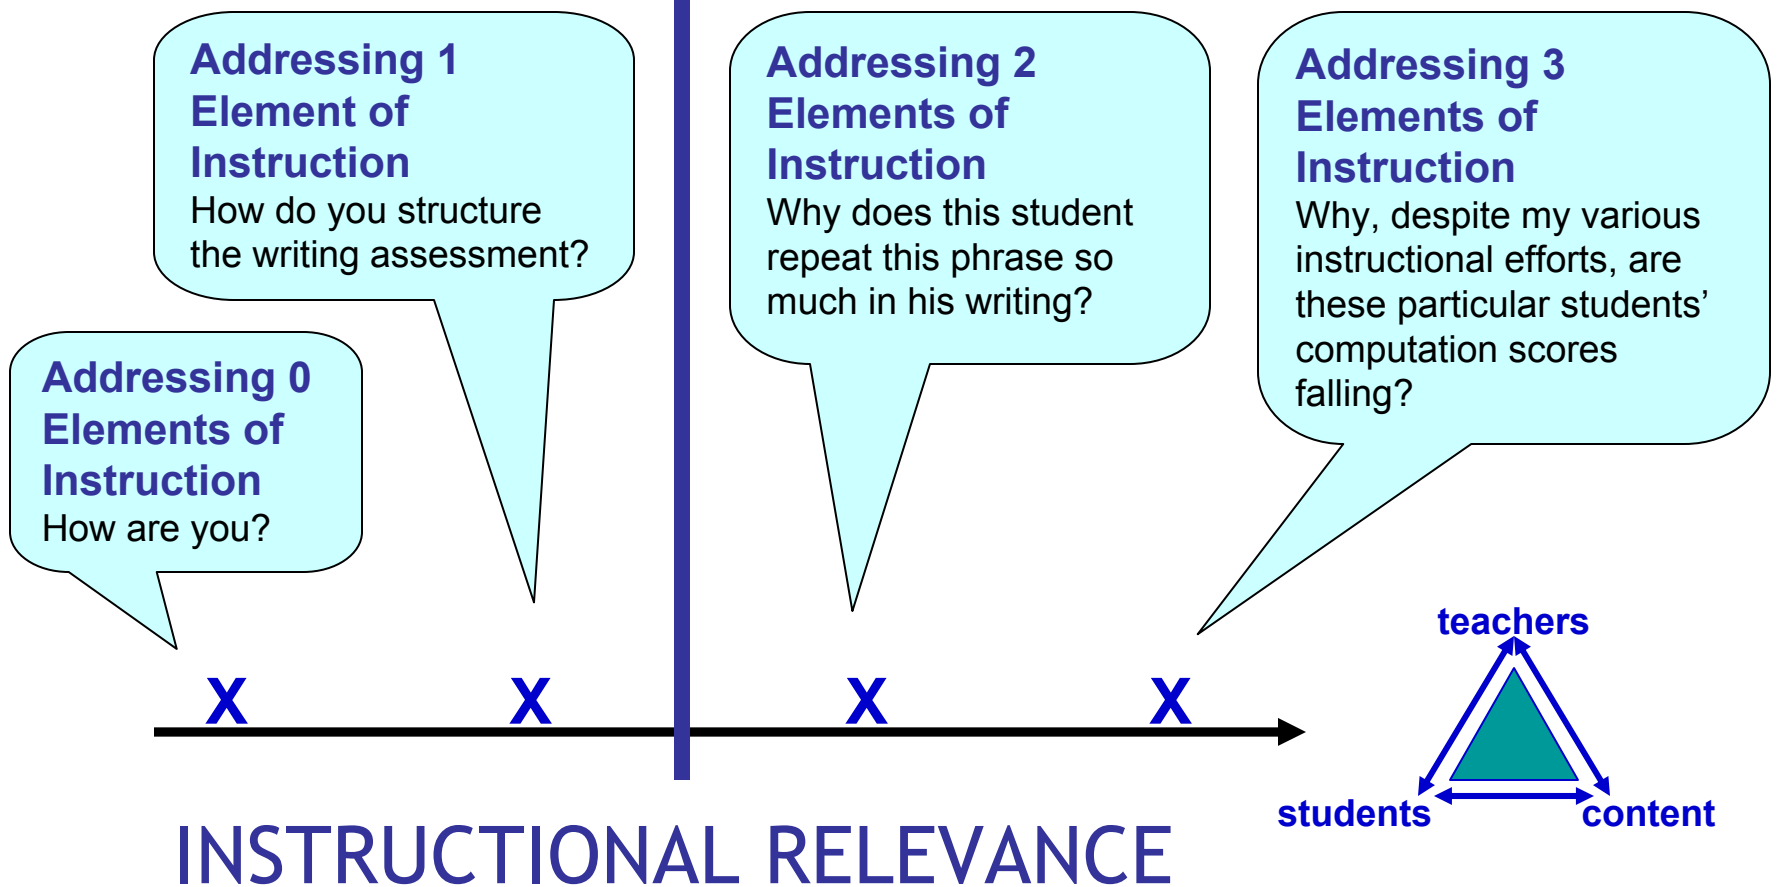 Addressing 1
Element of
Instruction
How do you structure
the writing assessment?
Addressing 2
Elements of
Instruction
Why does this student
repeat this phrase so
much in his writing?
Addressing 3
Elements of
Instruction
Why, despite my various
instructional efforts, are
these particular students’
computation scores
falling?
Addressing 0
Elements of
Instruction
How are you?
X X X X
teachers
students content
INSTRUCTIONAL RELEVANCE